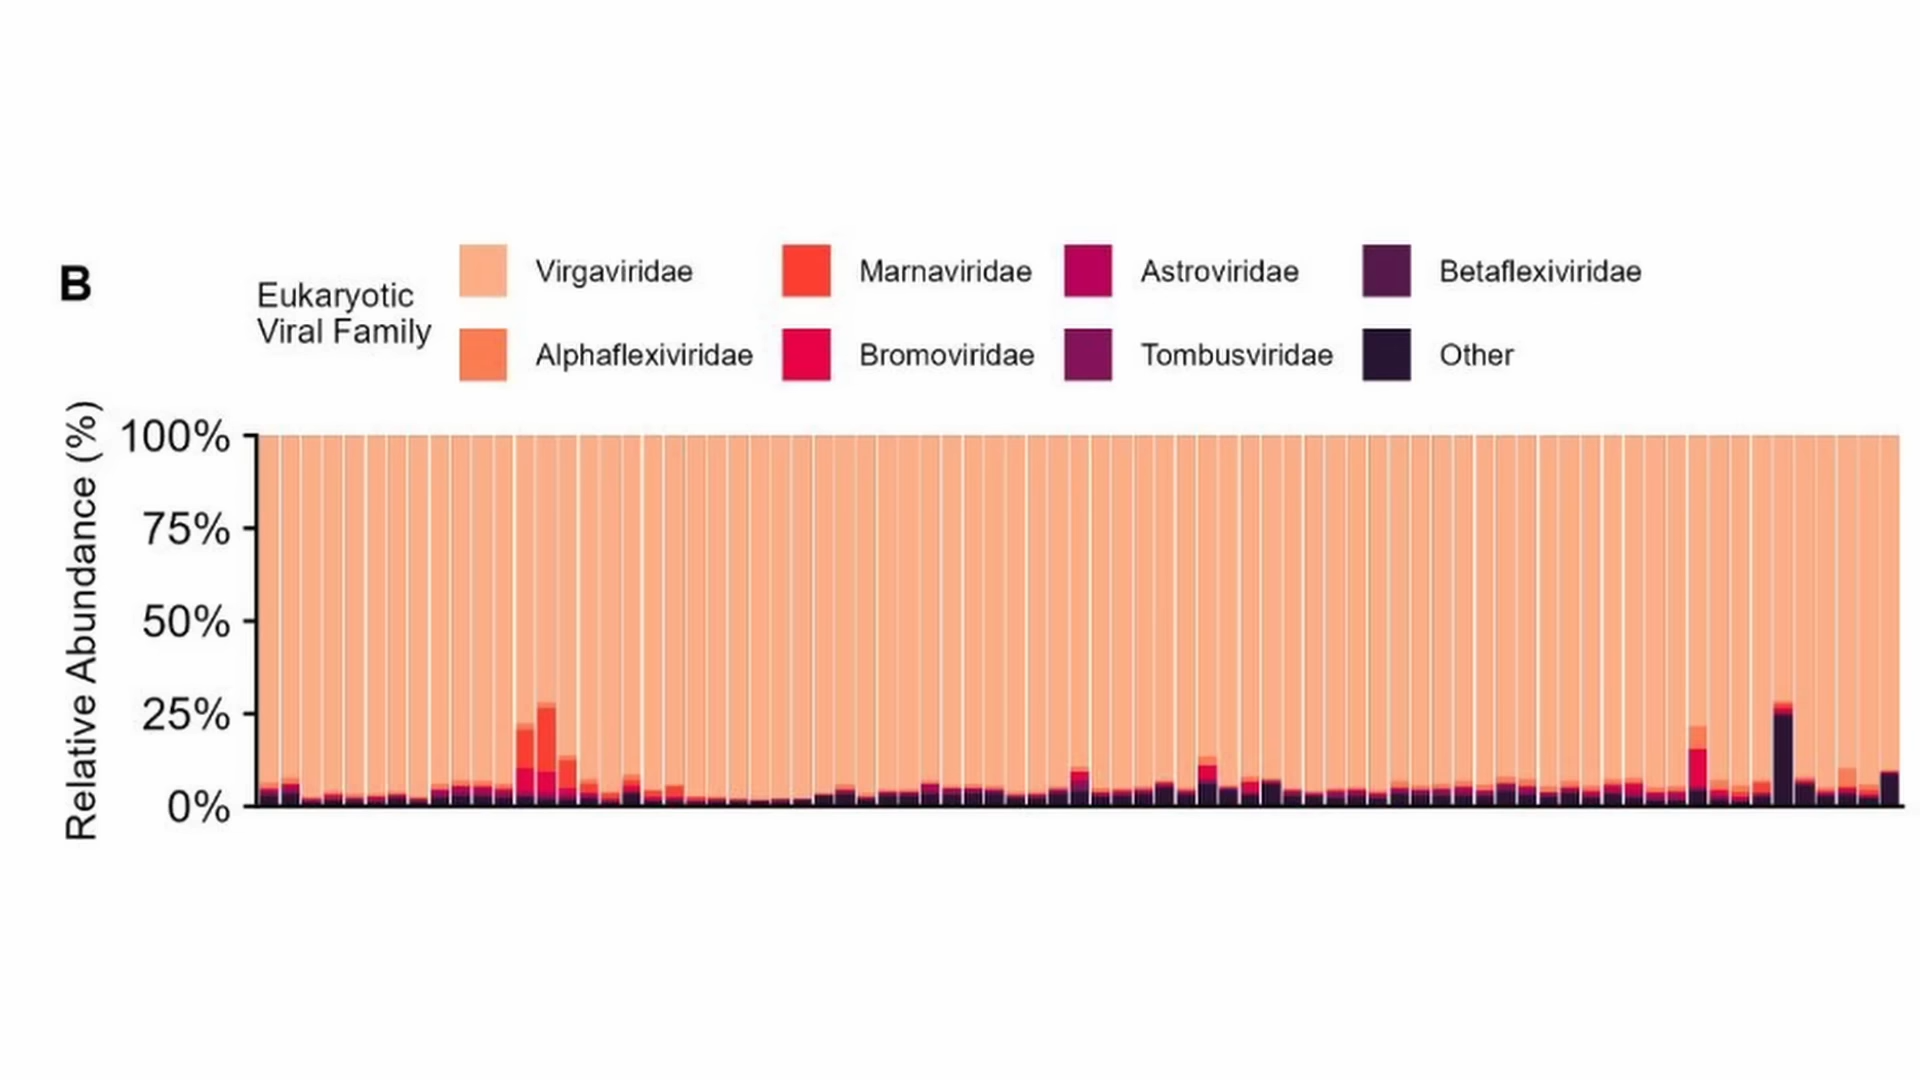 B
Eukaryotic
Viral Family
Virgaviridae
Marnaviridae
Astroviridae
Betaflexiviridae
Alphaflexiviridae
Bromoviridae
Tombusviridae
Other
Relative Abundance (%)
100%
75%
50%
25%
0%